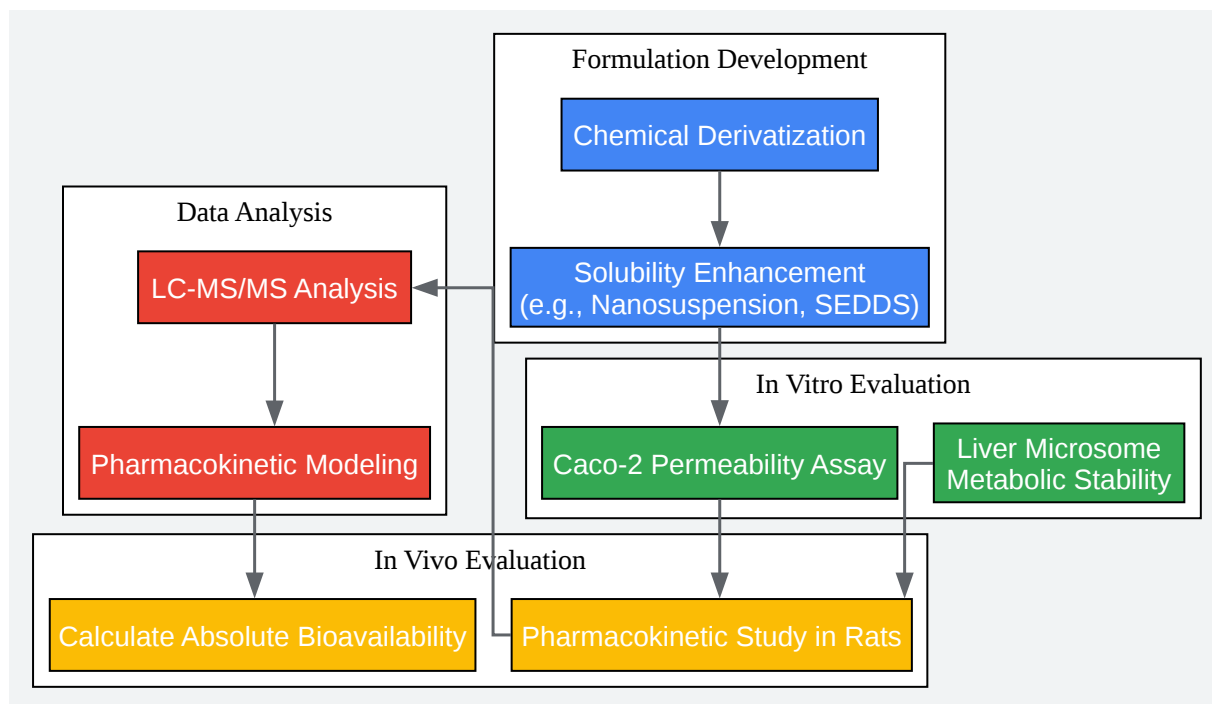 Formulation Development
Chemical Derivatization
Solubility Enhancement
(e.g., Nanosuspension, SEDDS)
Data Analysis
LC-MS/MS Analysis
Pharmacokinetic Modeling
In Vitro Evaluation
Caco-2 Permeability Assay
Liver Microsome
Metabolic Stability
In Vivo Evaluation
Calculate Absolute Bioavailability
Pharmacokinetic Study in Rats